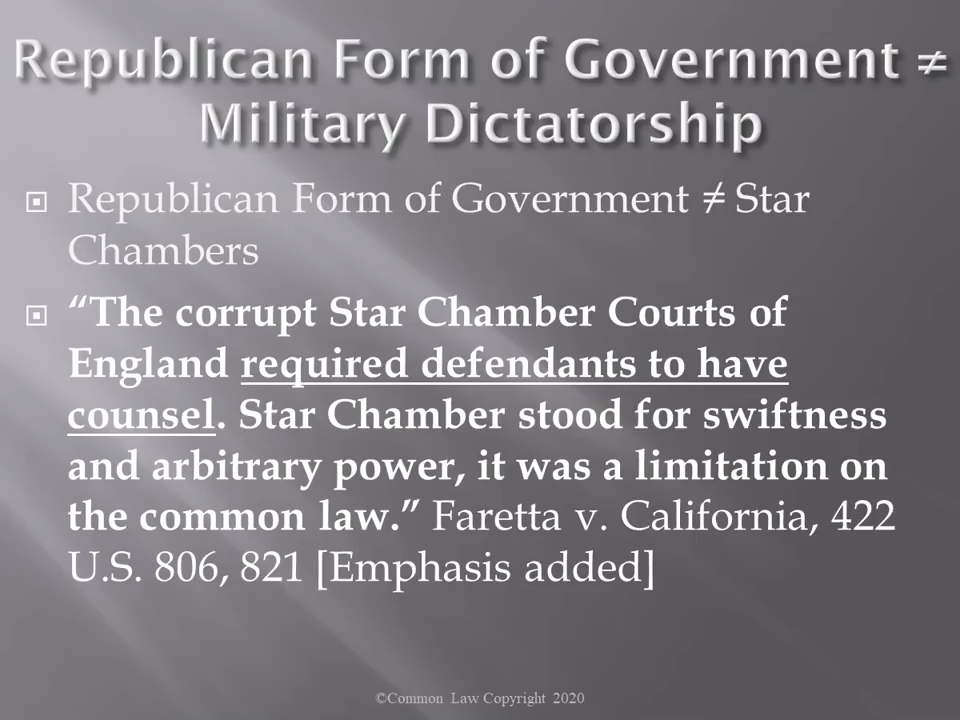 Republican Form of Government ≠
Military Dictatorship
Republican Form of Government ≠ Star
Chambers
“The corrupt Star Chamber Courts of
England required defendants to have
counsel. Star Chamber stood for swiftness
and arbitrary power, it was a limitation on
the common law.” Faretta v. California, 422
U.S. 806, 821 [Emphasis added]
©Common Law Copyright 2020